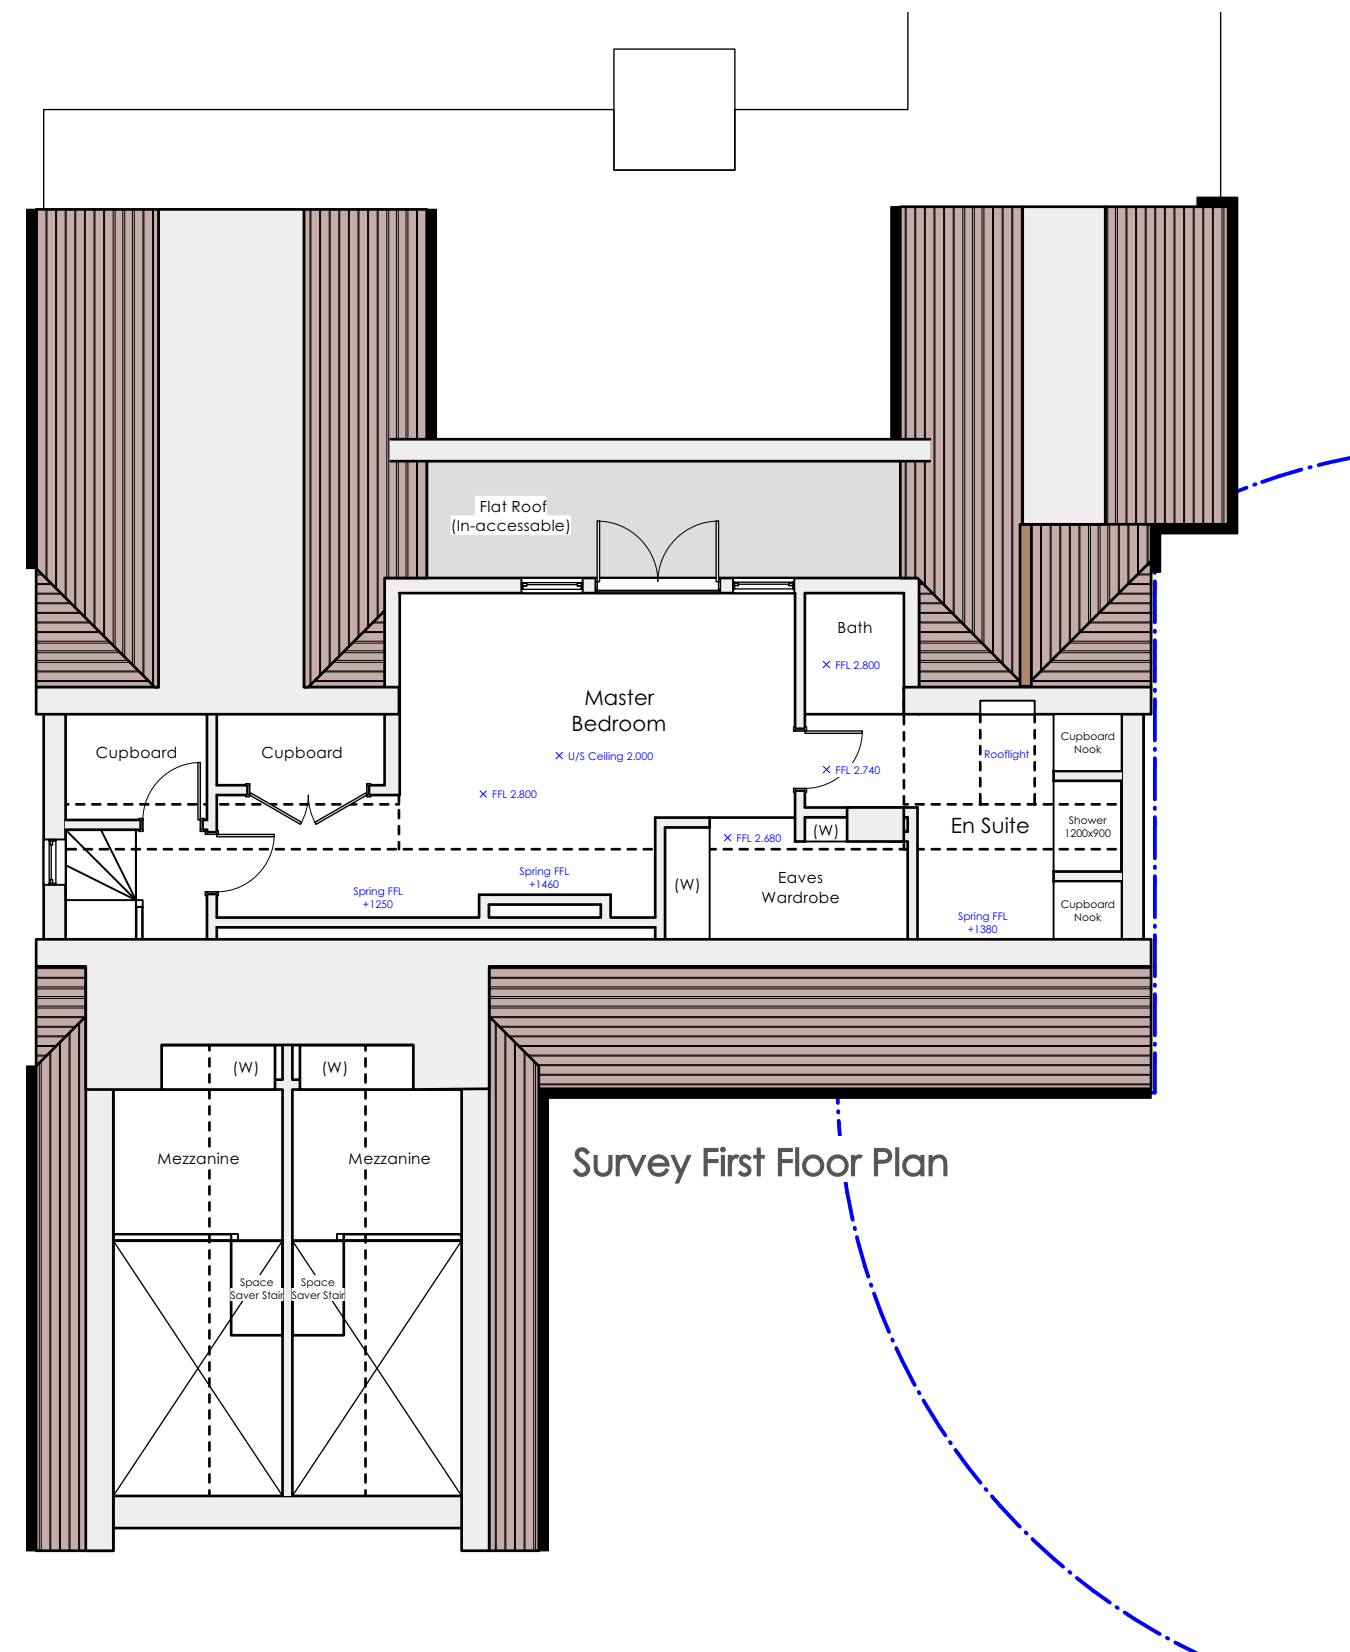 Flat Roof
(In-accessable)
Bath
× FFL 2.800
Master
Bedroom
× U/S Ceiling 2.000
× FFL 2.800
Cupboard
Cupboard
× FFL 2.740
Rooflight
Cupboard
Nook
Shower
1200x900
En Suite
(W)
× FFL 2.680
Eaves
Wardrobe
(W)
Spring FFL
+1460
Spring FFL
+1250
Spring FFL
+1380
Cupboard
Nook
(W)
(W)
Mezzanine
Mezzanine
Survey First Floor Plan
Space
Saver Stair
Space
Saver Stair